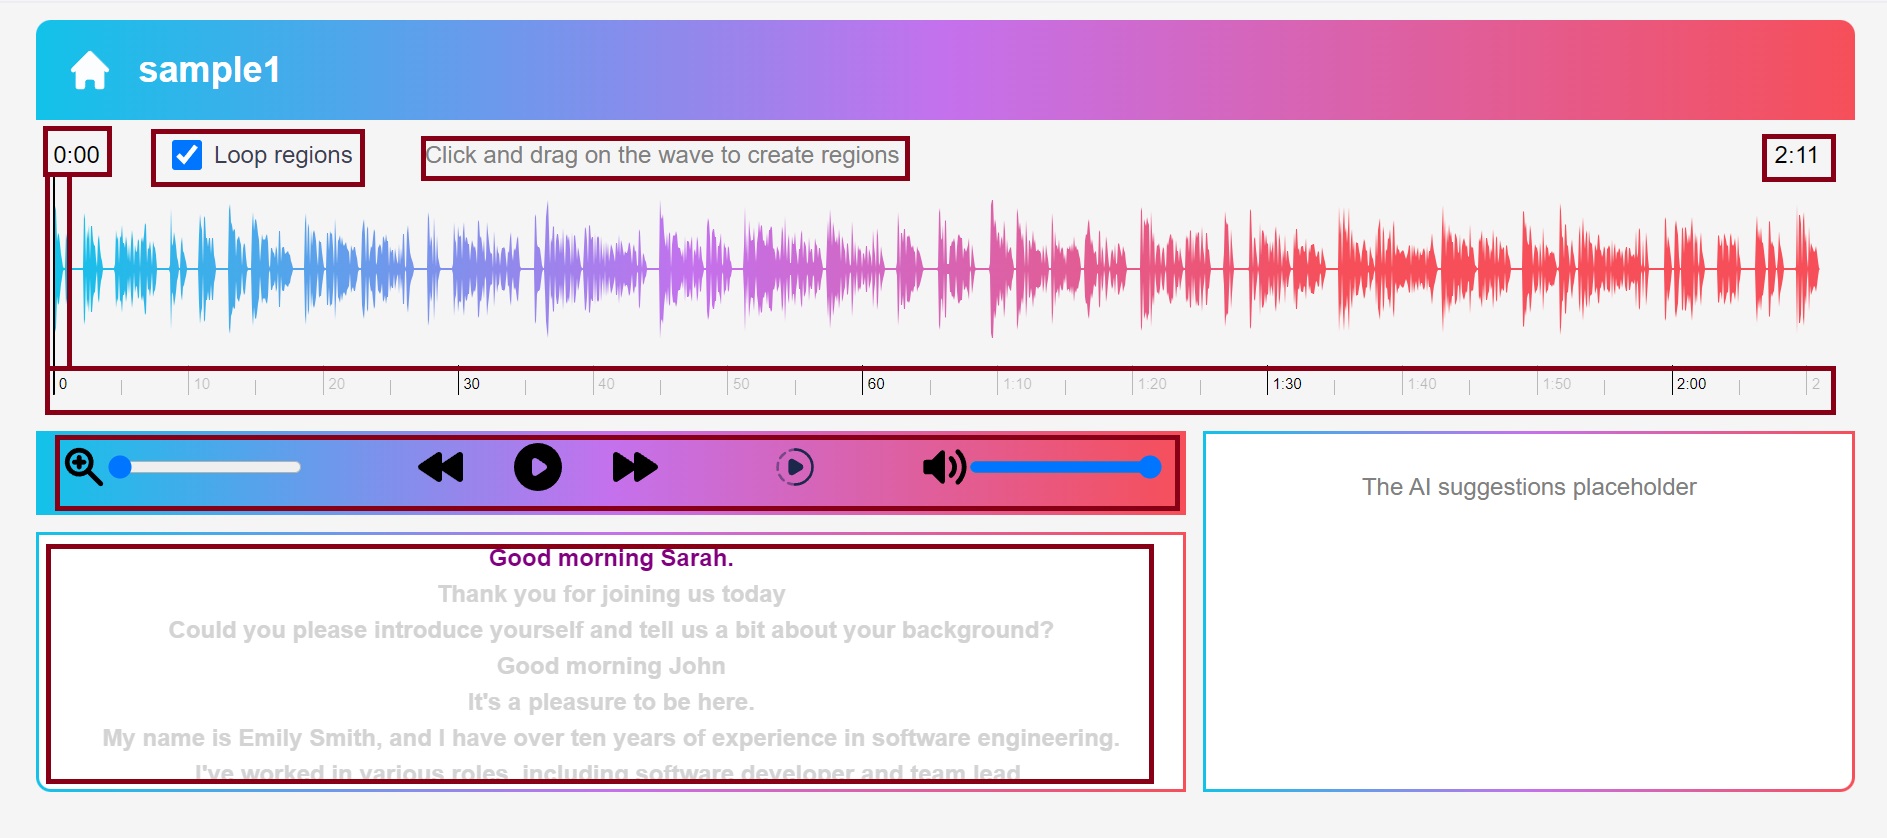 sample1
0:00
Loop regions
Click and drag on the wave to create regions
2:11
0 10 20 30 40 50 60 1:10 1:20 1:30 1:40 1:50 2:00 2
The AI suggestions placeholder
Good morning Sarah.
Thank you for joining us today
Could you please introduce yourself and tell us a bit about your background?
Good morning John
It's a pleasure to be here.
My name is Emily Smith, and I have over ten years of experience in software engineering.
I've worked in various roles, including software developer and team lead